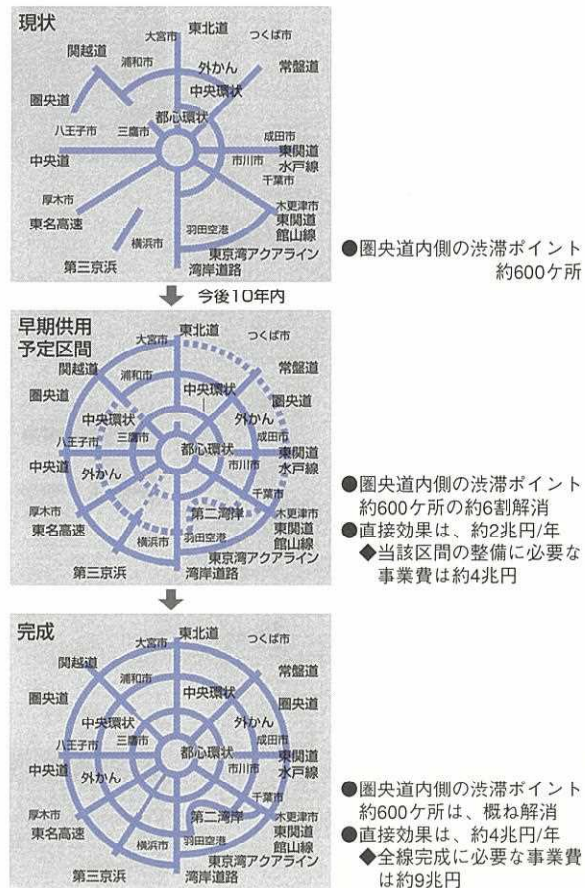 現状
東北道
大宮市
つくば市
関越道
浦和市
外かん
常盤道
中央環状
圏央道
都心環状
八王子市
三鷹市
成田市
東関道
水戸線
中央道
市川市
千葉市
厚木市
木更津市
東名高速
羽田空港
東関道
館山線
横浜市
東京湾アクアライン
第三京浜
湾岸道路
●圏央道内側の渋滞ポイント
約600ケ所
今後10年内
早期供用
予定区間
東北道
大宮市
つくば市
関越道
浦和市
常盤道
中央環状
圏央道
圏央道
中央環状
外かん
八王子市
三鷹市
都心環状
成田市
東関道
水戸線
中央道
外かん
市川市
千葉市
厚木市
第二湾岸
木更津市
東名高速
羽田空港
東関道
館山線
横浜市
東京湾アクアライン
第三京浜
湾岸道路
●圏央道内側の渋滞ポイント
約600ケ所の約6割解消
●直接効果は、約2兆円/年
◆当該区間の整備に必要な
事業費は約4兆円
完成
東北道
大宮市
つくば市
関越道
浦和市
常盤道
中央環状
圏央道
圏央道
中央環状
外かん
八王子市
三鷹市
都心環状
成田市
東関道
水戸線
中央道
外かん
市川市
千葉市
厚木市
第二湾岸
木更津市
東名高速
羽田空港
東関道
館山線
横浜市
東京湾アクアライン
第三京浜
湾岸道路
●圏央道内側の渋滞ポイント
約600ケ所は、概ね解消
●直接効果は、約4兆円/年
◆全線完成に必要な事業費
は約9兆円